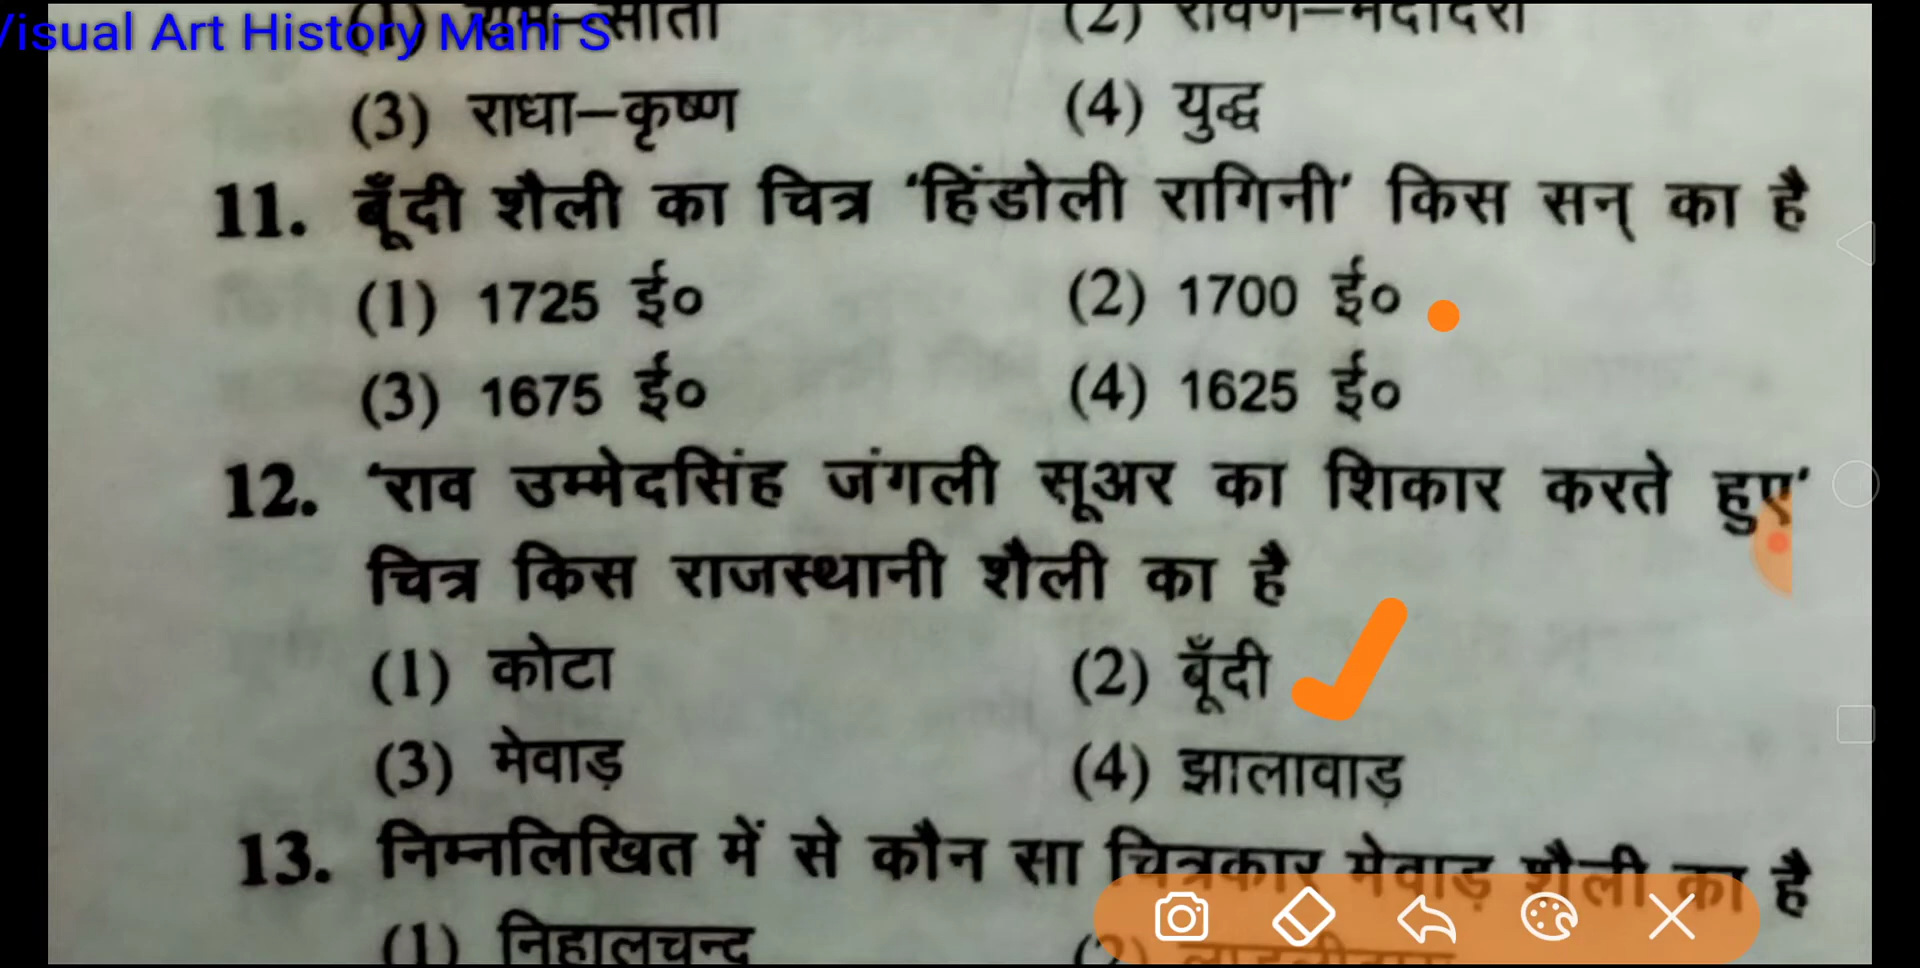 Visual Art History Mahi S
(3) राधा–कृष्ण (4) युद्ध
11. बूँदी शैली का चित्र ‘हिंडोली रागिनी’ किस सन् का है
(1) 1725 ई० (2) 1700 ई०
(3) 1675 ई० (4) 1625 ई०
12. ‘राव उम्मेदसिंह जंगली सूअर का शिकार करते हुए’
चित्र किस राजस्थानी शैली का है
(1) कोटा (2) बूँदी
(3) मेवाड़ (4) झालावाड़
13. निम्नलिखित में से कौन सा चित्रकार मेवाड़ शैली का है
(1) निहालचन्द